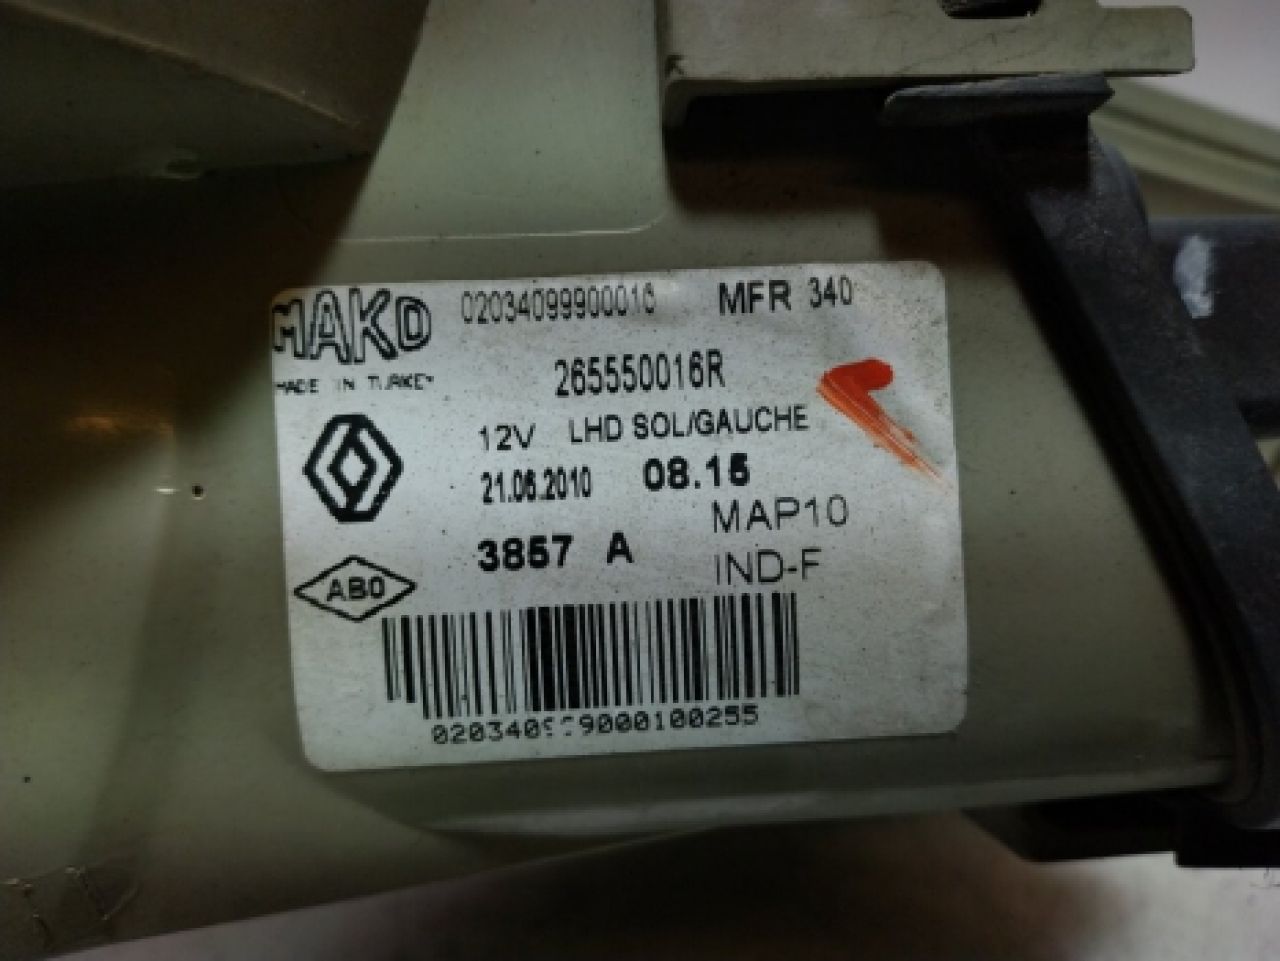 MAKO 02034099900016 MFR 340
MADE IN TURKEY
265550016R
12V LHD SOL/GAUCHE
21.06.2010 08.15
MAP10
3857 A
IND-F
ABO